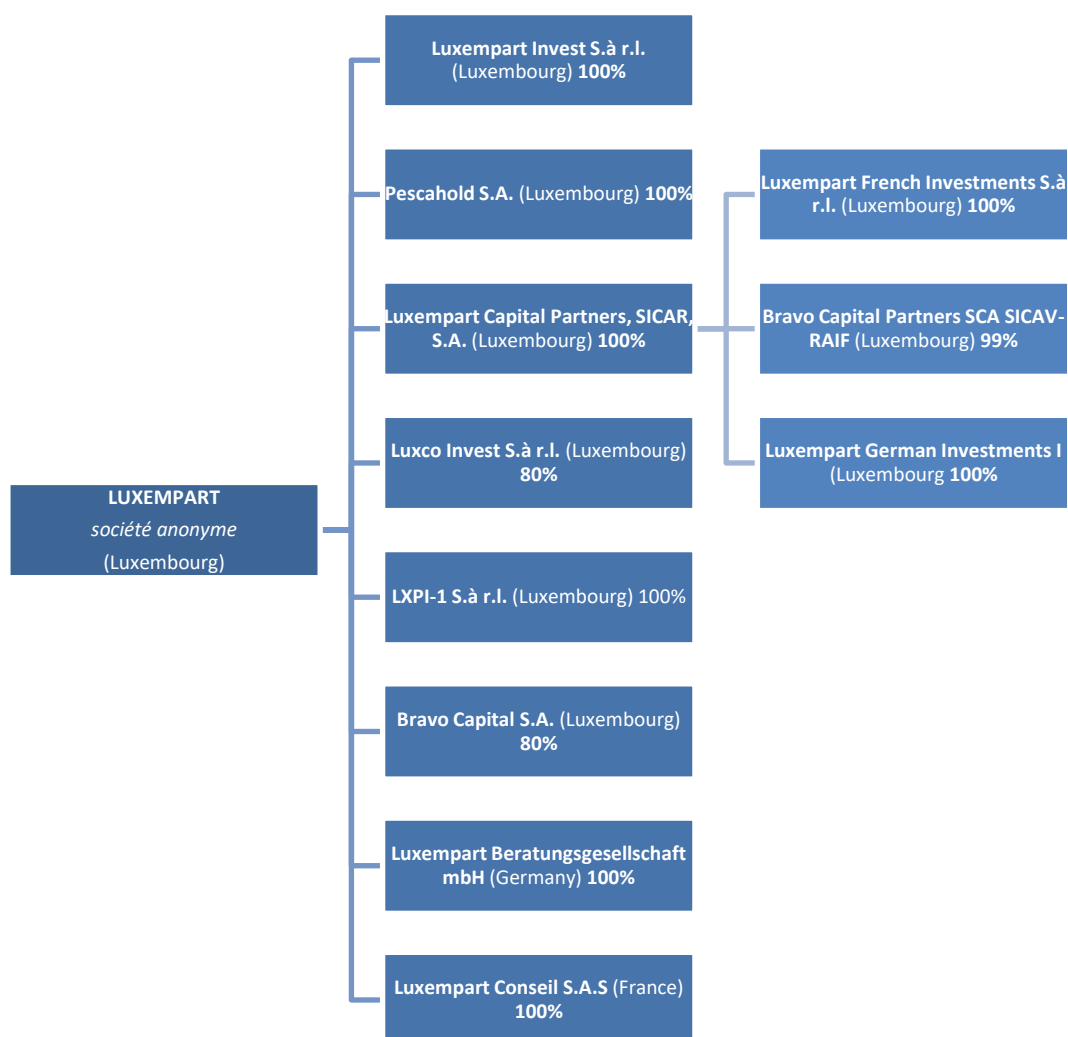 Luxempart Invest S.à r.l.
(Luxembourg) 100%
Pescahold S.A. (Luxembourg) 100%
Luxempart French Investments S.à
r.l. (Luxembourg) 100%
Luxempart Capital Partners, SICAR,
S.A. (Luxembourg) 100%
Bravo Capital Partners SCA SICAV-
RAIF (Luxembourg) 99%
Luxco Invest S.à r.l. (Luxembourg)
80%
Luxempart German Investments I
(Luxembourg 100%
LUXEMPART
société anonyme
(Luxembourg)
LXPI-1 S.à r.l. (Luxembourg) 100%
Bravo Capital S.A. (Luxembourg)
80%
Luxempart Beratungsgesellschaft
mbH (Germany) 100%
Luxempart Conseil S.A.S (France)
100%